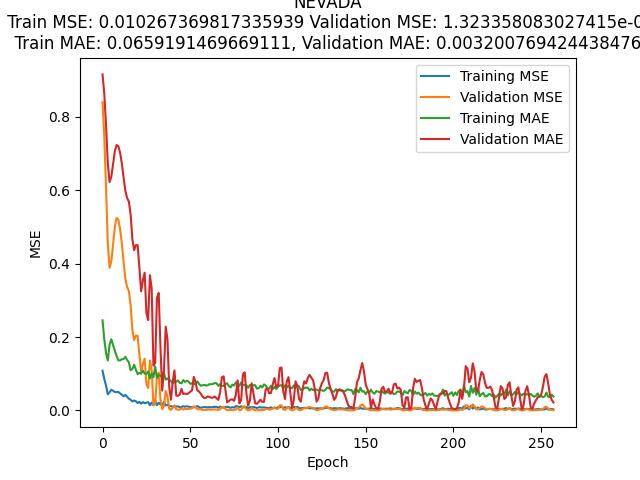 NEVADA
Train MSE: 0.010267369817335939 Validation MSE: 1.323358083027415e-0
Train MAE: 0.0659191469669111, Validation MAE: 0.003200769424438476
Training MSE
Validation MSE
Training MAE
Validation MAE
0.8
0.6
0.4
0.2
0.0
MSE
0 50 100 150 200 250
Epoch